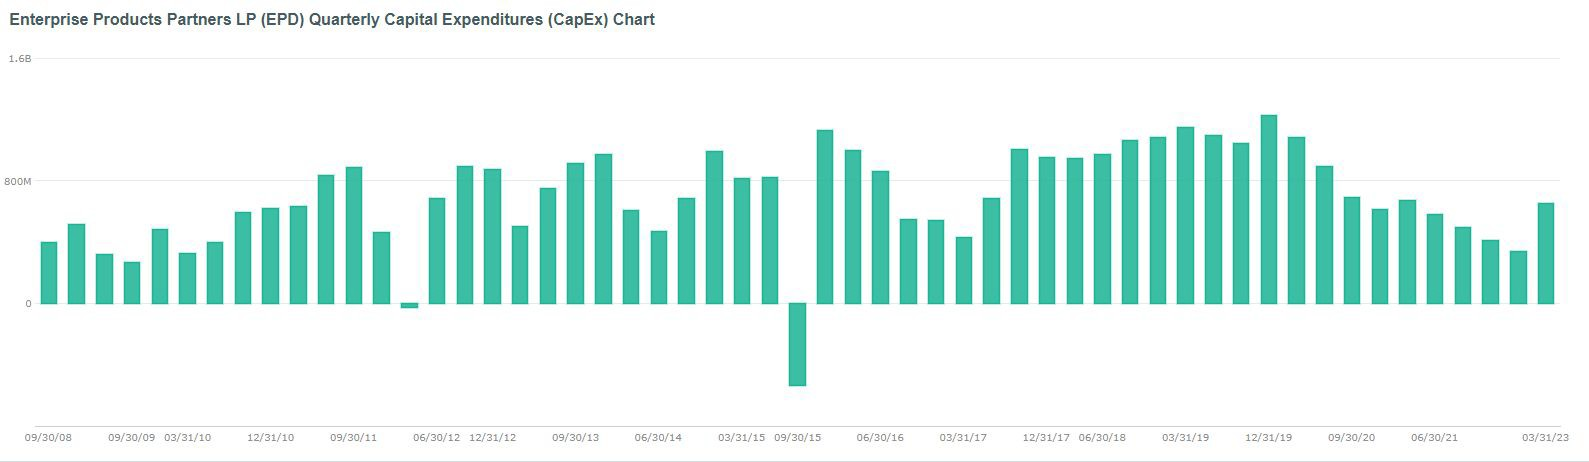 Enterprise Products Partners LP (EPD) Quarterly Capital Expenditures (CapEx) Chart
1.6B
800M
0
09/30/08 09/30/09 03/31/10 12/31/10 09/30/11 06/30/12 12/31/12 09/30/13 06/30/14 03/31/15 09/30/15 06/30/16 03/31/17 12/31/17 06/30/18 03/31/19 12/31/19 09/30/20 06/30/21 03/31/23